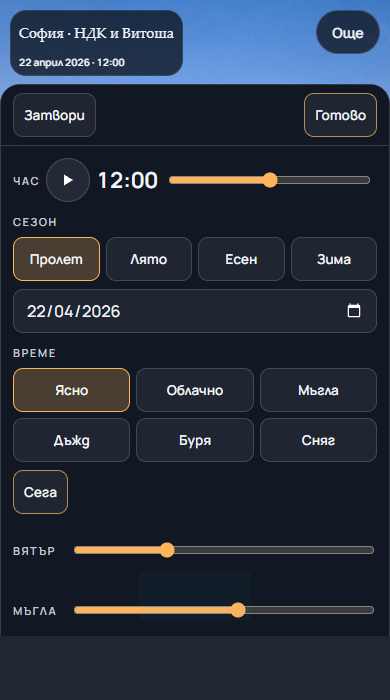 София · НДК и Витоша
22 април 2026 · 12:00
Още
Затвори
Готово
ЧАС
12:00
СЕЗОН
Пролет
Лято
Есен
Зима
22/04/2026
ВРЕМЕ
Ясно
Облачно
Мъгла
Дъжд
Буря
Сняг
Сега
ВЯТЪР
МЪГЛА